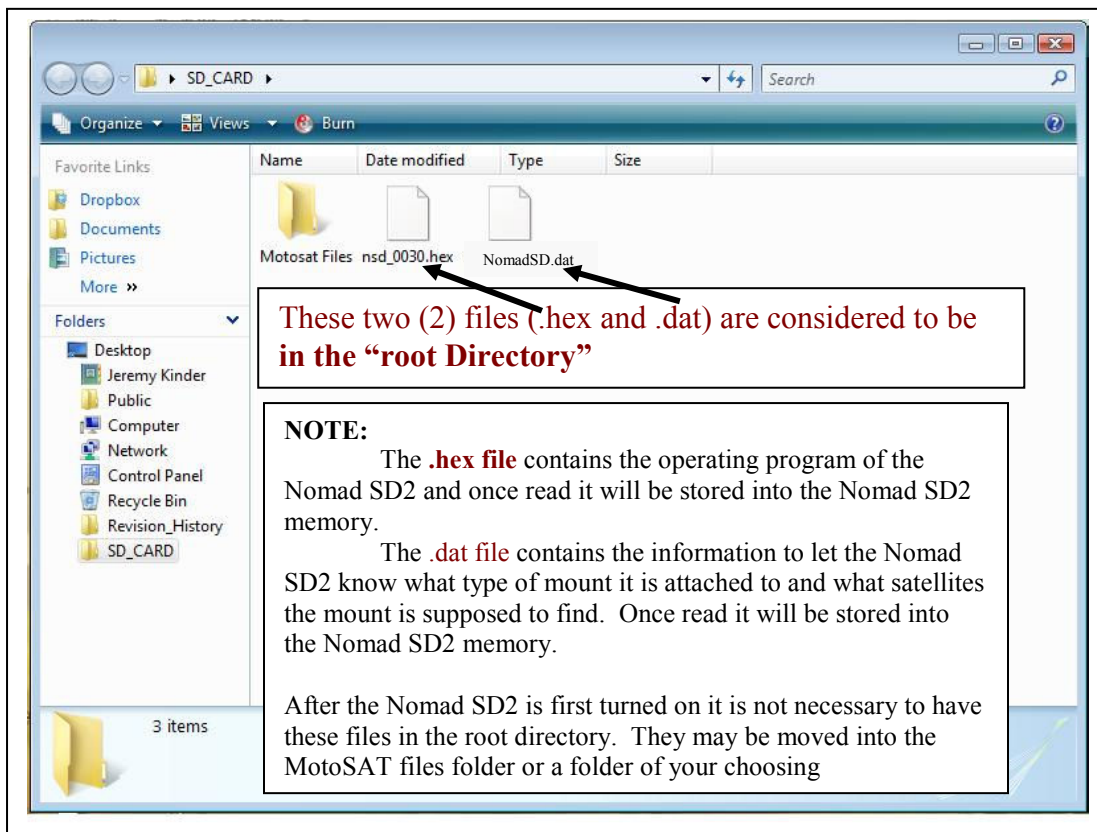 SD_CARD
Search
Organize Views Burn
Favorite Links
Dropbox
Documents
Pictures
More »
Folders
Desktop
Jeremy Kinder
Public
Computer
Network
Control Panel
Recycle Bin
Revision_History
SD_CARD
Name Date modified Type Size
Motosat Files nsd_0030.hex NomadSD.dat
These two (2) files (.hex and .dat) are considered to be
in the “root Directory”
NOTE:
The .hex file contains the operating program of the
Nomad SD2 and once read it will be stored into the Nomad SD2
memory.
The .dat file contains the information to let the Nomad
SD2 know what type of mount it is attached to and what satellites
the mount is supposed to find. Once read it will be stored into
the Nomad SD2 memory.
After the Nomad SD2 is first turned on it is not necessary to have
these files in the root directory. They may be moved into the
MotoSAT files folder or a folder of your choosing
3 items